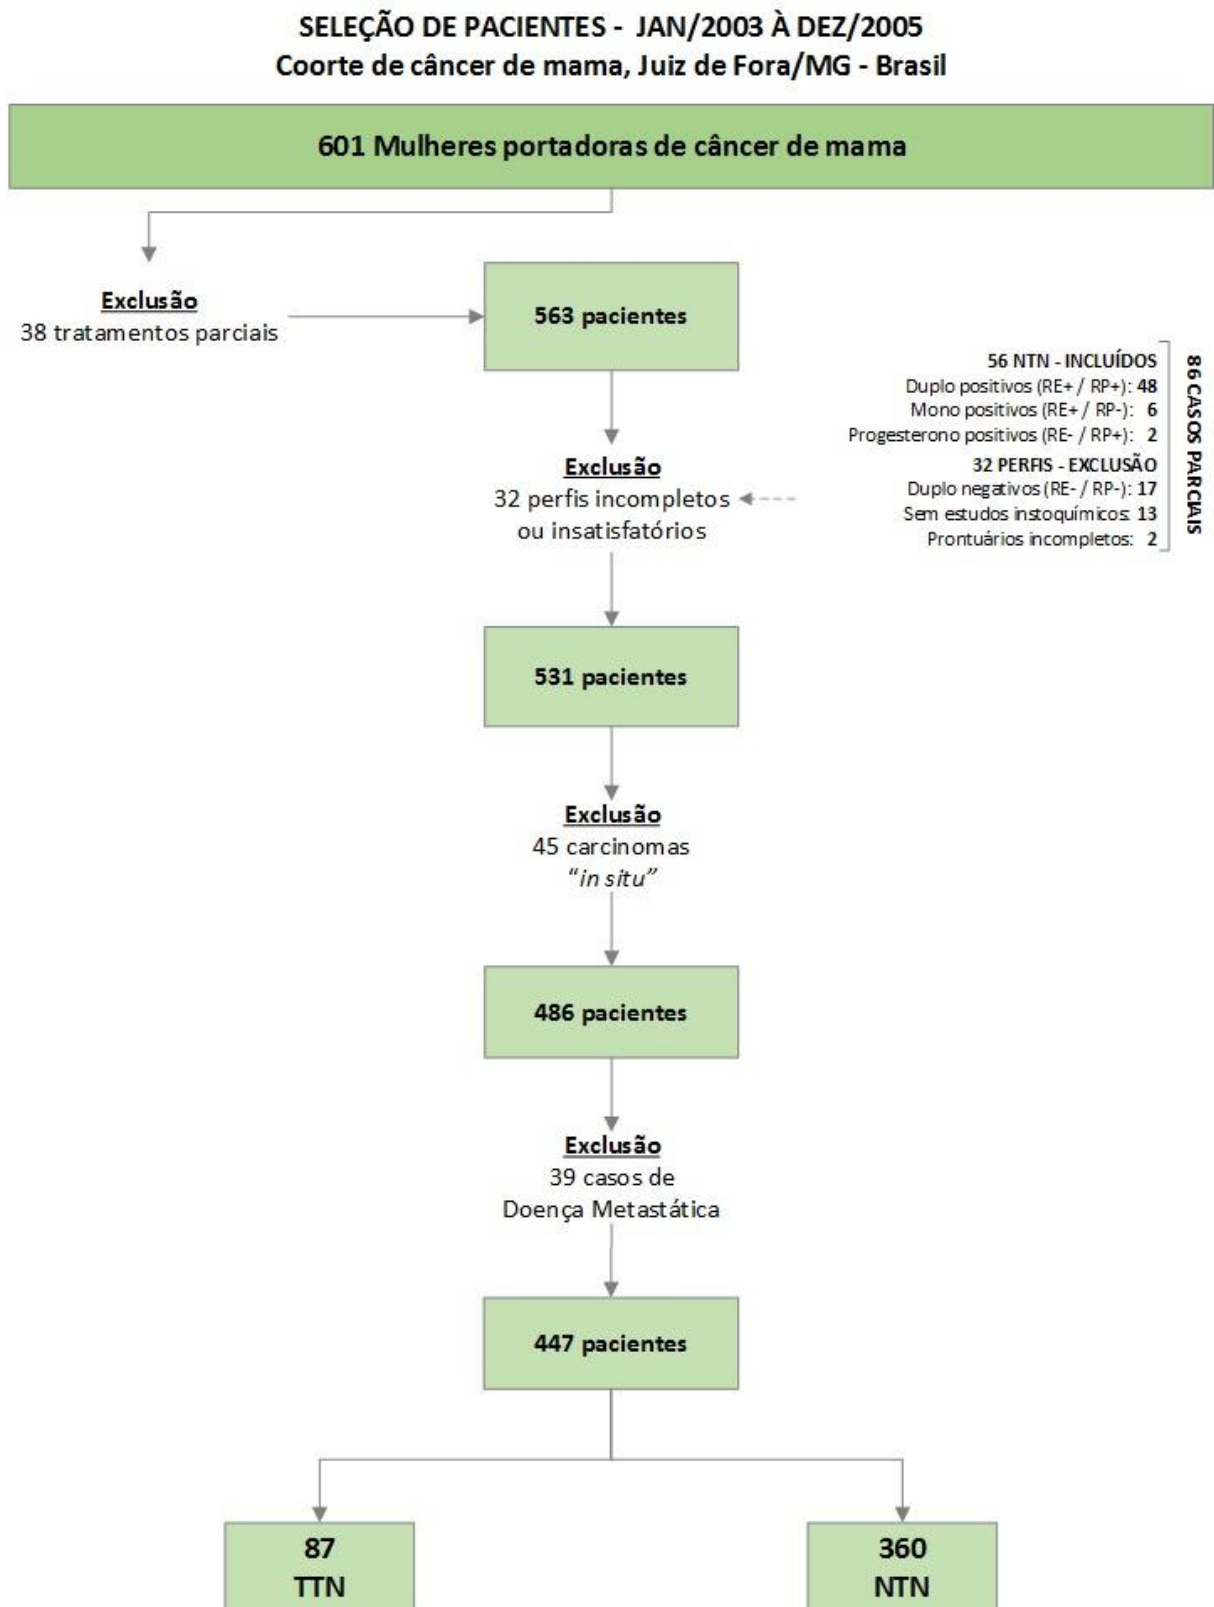 SELEÇÃO DE PACIENTES - JAN/2003 À DEZ/2005
Coorte de câncer de mama, Juiz de Fora/MG - Brasil
601 Mulheres portadoras de câncer de mama
Exclusão
38 tratamentos parciais
563 pacientes
56 NTN - INCLUÍDOS
Duplo positivos (RE+ / RP+): 48
Mono positivos (RE+ / RP-): 6
Progesterono positivos (RE- / RP+): 2
32 PERFIS - EXCLUSÃO
Duplo negativos (RE- / RP-): 17
Sem estudos instoquímicos: 13
Prontuários incompletos: 2
86 CASOS PARCIAIS
Exclusão
32 perfis incompletos
ou insatisfatórios
531 pacientes
Exclusão
45 carcinomas
"in situ"
486 pacientes
Exclusão
39 casos de
Doença Metastática
447 pacientes
87
TTN
360
NTN